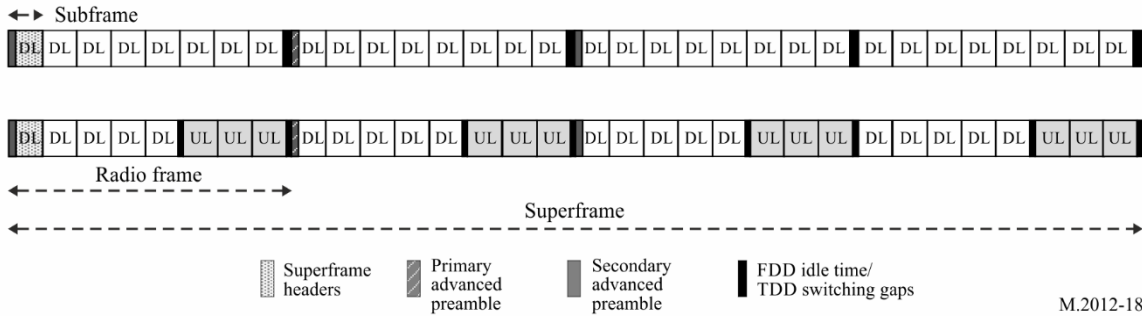 Subframe
DL DL DL DL DL DL DL DL DL DL DL DL DL DL DL DL DL DL DL DL DL DL DL DL DL DL DL DL DL DL DL DL
DL DL DL DL DL UL UL UL DL DL DL DL DL UL UL UL DL DL DL DL DL UL UL UL DL DL DL DL DL UL UL UL
Radio frame
Superframe
Superframe
headers
Primary
advanced
preamble
Secondary
advanced
preamble
FDD idle time/
TDD switching gaps
M.2012-18